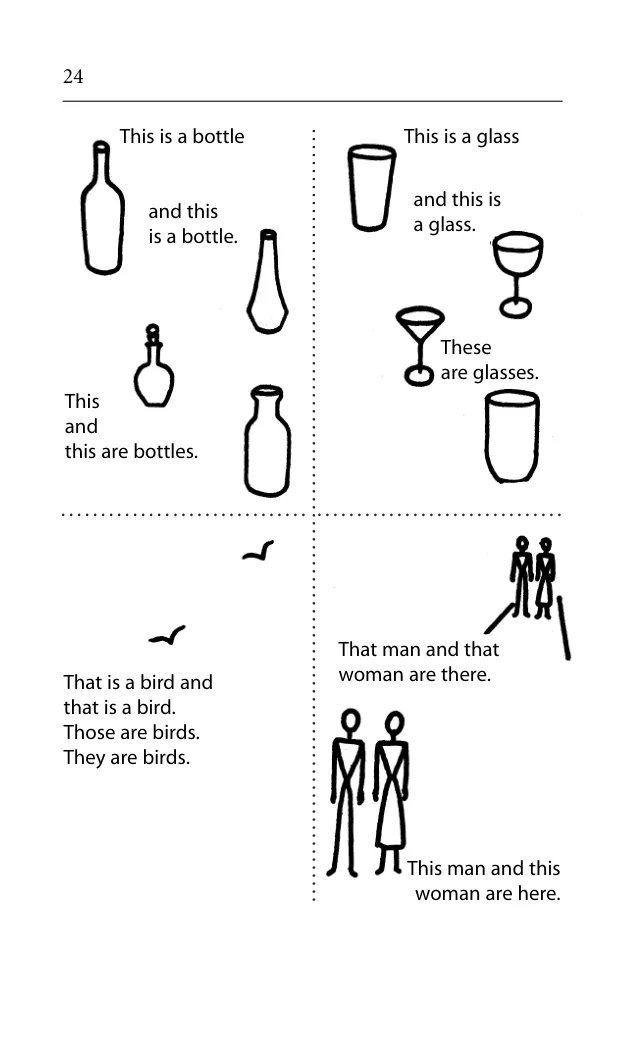 24
This is a bottle
and this
is a bottle.
This
and
this are bottles.
This is a glass
and this is
a glass.
These
are glasses.
That is a bird and
that is a bird.
Those are birds.
They are birds.
That man and that
woman are there.
This man and this
woman are here.